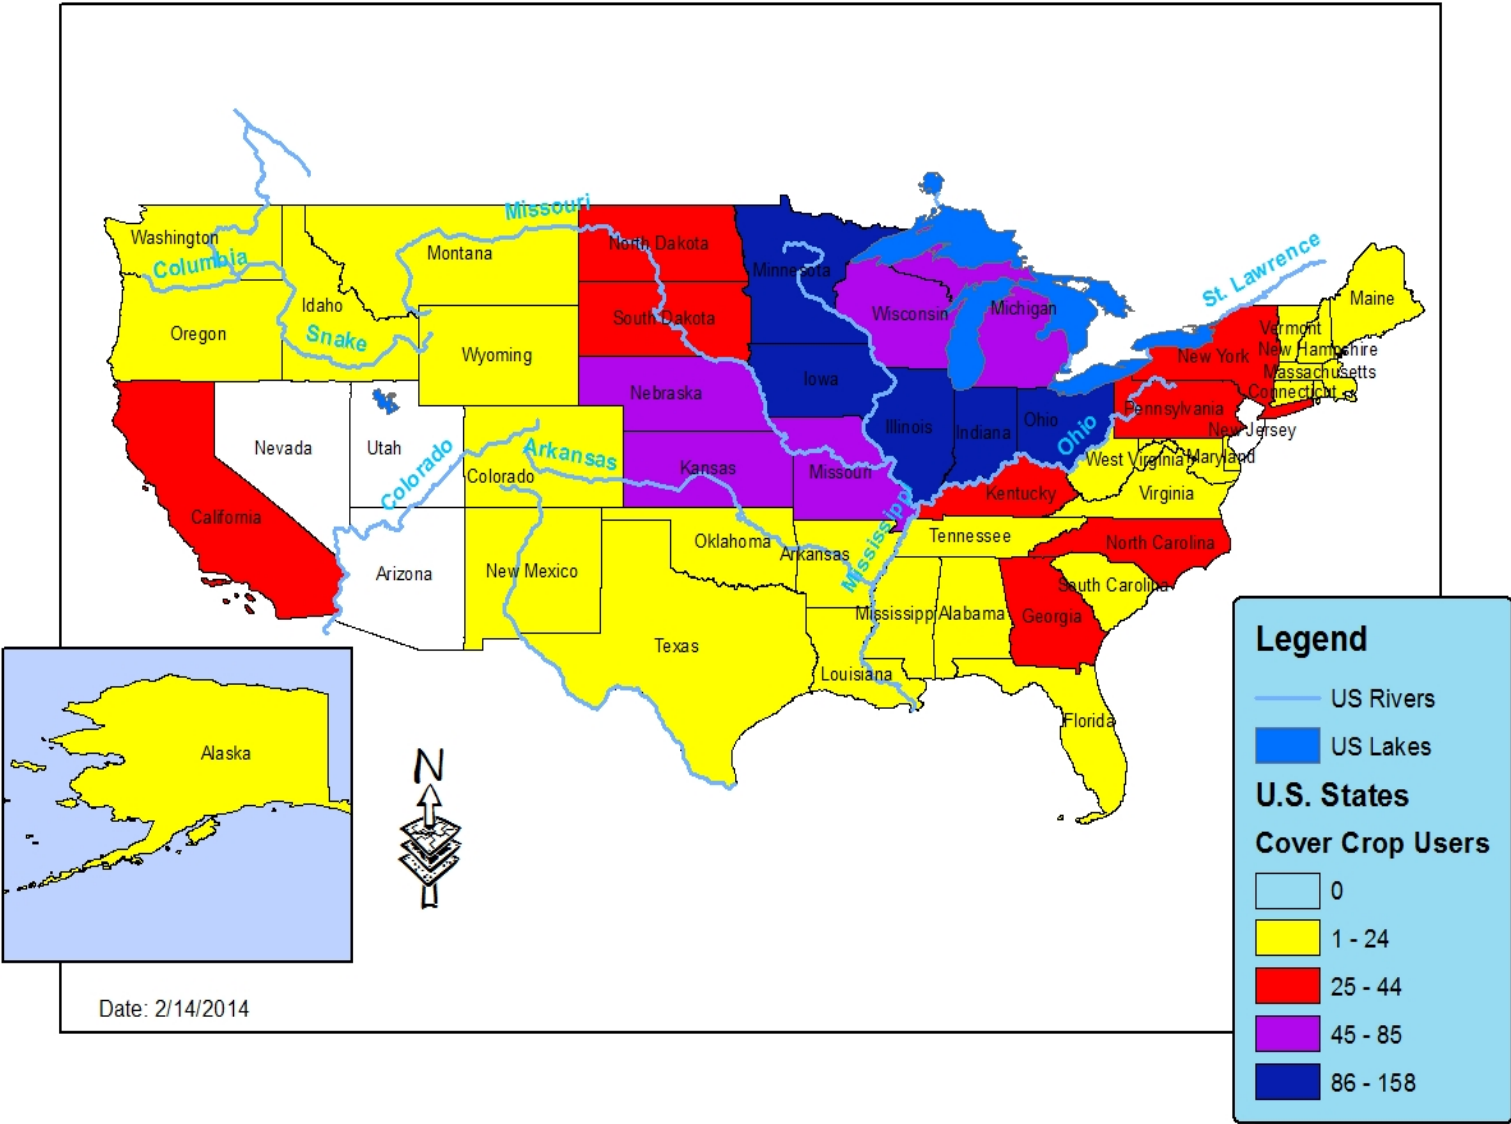 Missouri
St. Lawrence
Washington
Columbia
Montana
North Dakota
Minnesota
Idaho
Oregon
Snake
Wyoming
South Dakota
Wisconsin
Michigan
Maine
Vermont
New Hampshire
New York
Massachusetts
Connecticut
Nebraska
Iowa
Illinois
Indiana
Ohio
Ohio
Pennsylvania
New Jersey
Nevada
Utah
Colorado
Colorado
Arkansas
Kansas
Missouri
West Virginia
Maryland
Virginia
Kentucky
California
Arizona
New Mexico
Oklahoma
Arkansas
Mississippi
Tennessee
North Carolina
South Carolina
Georgia
Alabama
Mississippi
Texas
Louisiana
Florida
Alaska
N
Date: 2/14/2014
Legend
US Rivers
US Lakes
U.S. States
Cover Crop Users
0
1 - 24
25 - 44
45 - 85
86 - 158